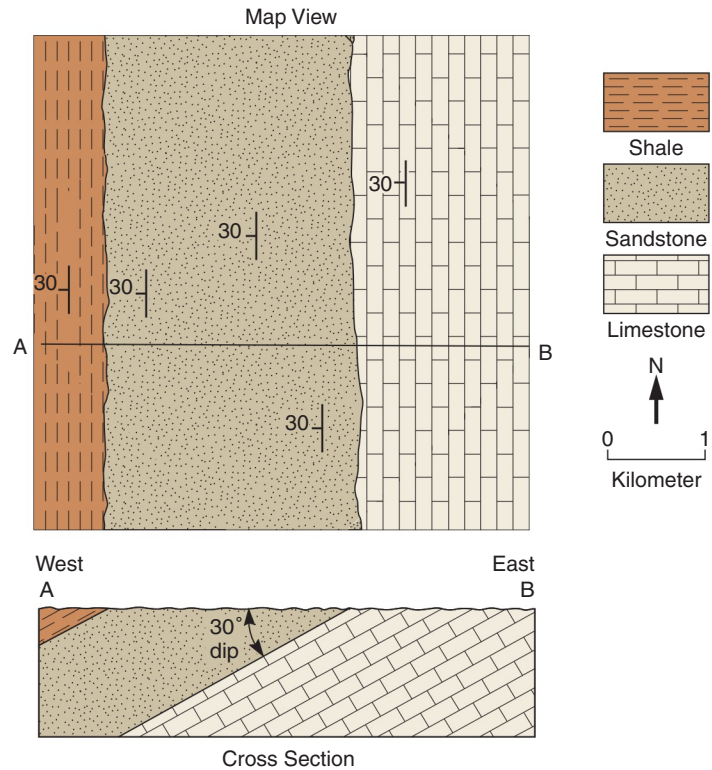 Map View
30
30
30
30
30
A
B
Shale
Sandstone
Limestone
N
0 1
Kilometer
West
East
A
B
30°
dip
Cross Section